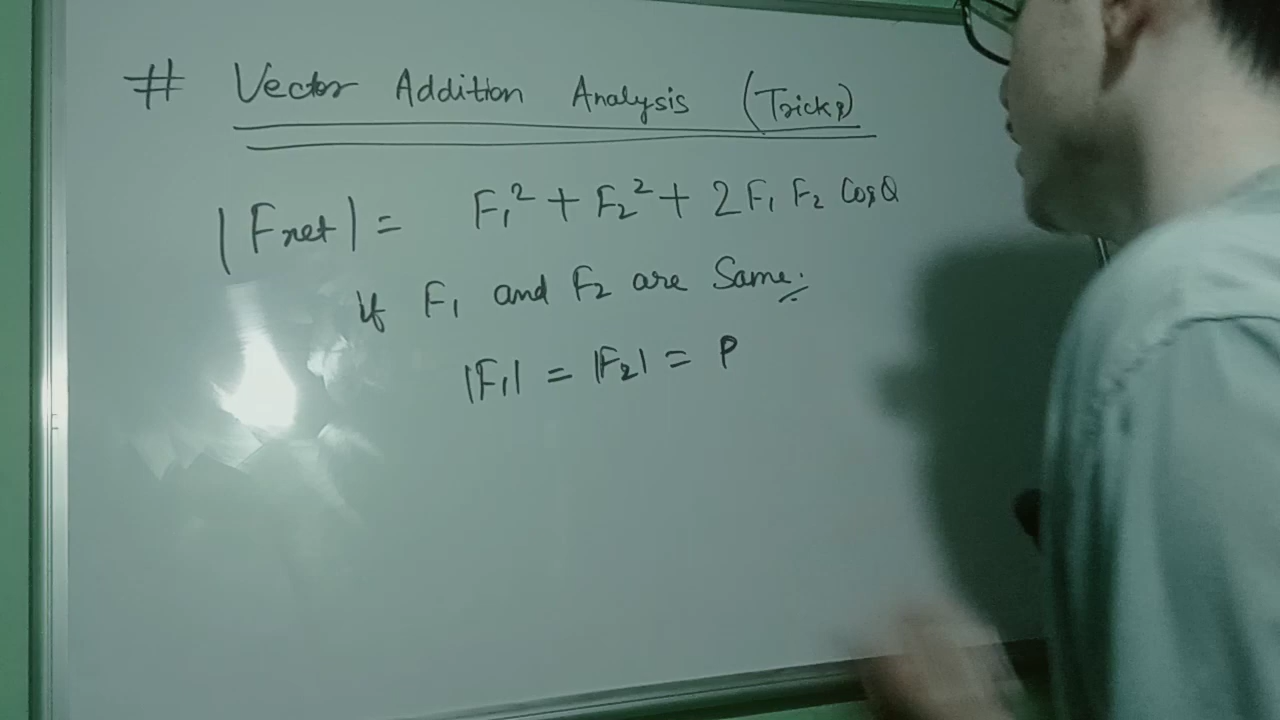 # Vector Addition Analysis (Tricks)
|Fnet| = F₁² + F₂² + 2 F₁ F₂ CosQ
if F₁ and F₂ are Same.
|F₁| = |F₂| = P